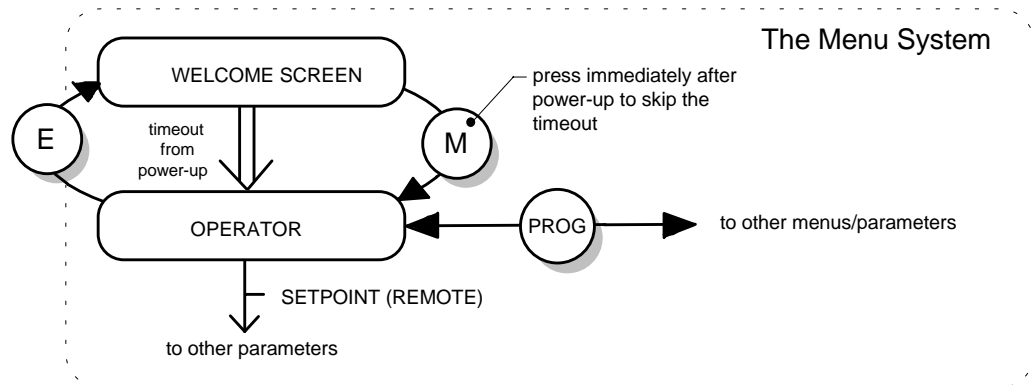 The Menu System
WELCOME SCREEN
press immediately after
power-up to skip the
timeout
E
timeout
from
power-up
M
OPERATOR
PROG
to other menus/parameters
SETPOINT (REMOTE)
to other parameters